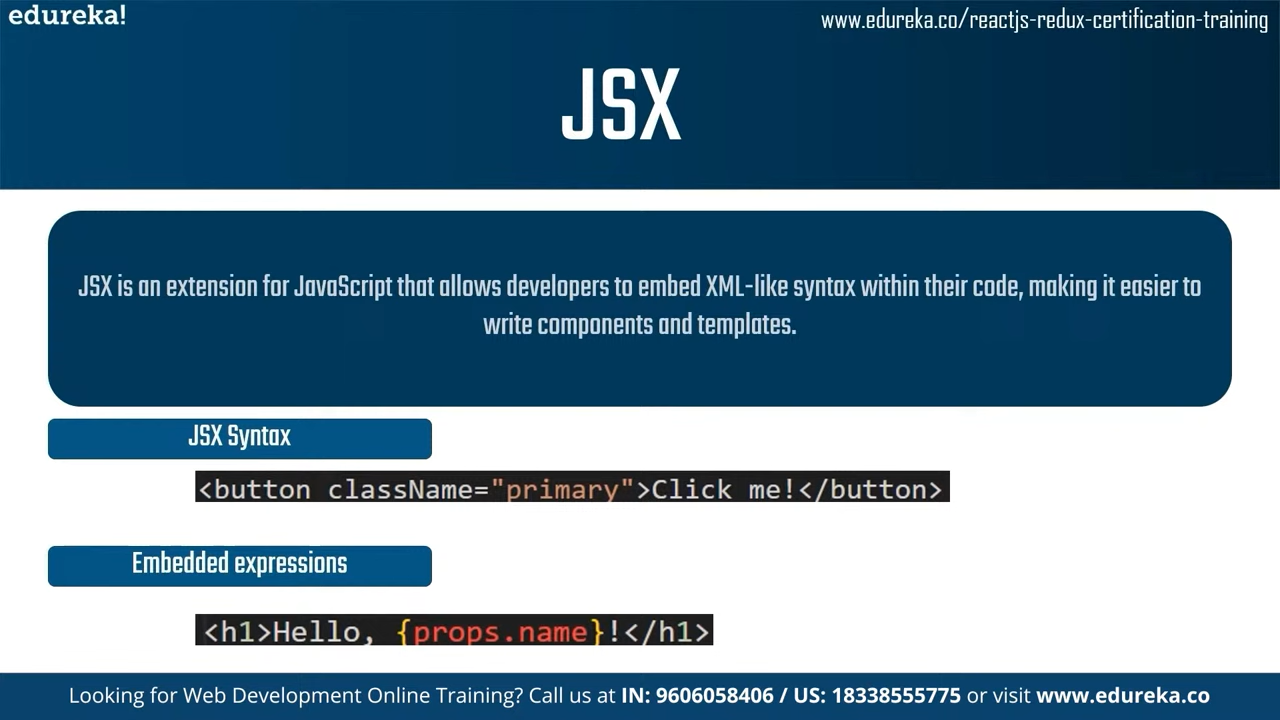 edureka!
www.edureka.co/reactjs-redux-certification-training
JSX
JSX is an extension for JavaScript that allows developers to embed XML-like syntax within their code, making it easier to
write components and templates.
JSX Syntax
<button className="primary">Click me!</button>
Embedded expressions
<h1>Hello, {props.name}!</h1>
Looking for Web Development Online Training? Call us at IN: 9606058406 / US: 18338555775 or visit www.edureka.co